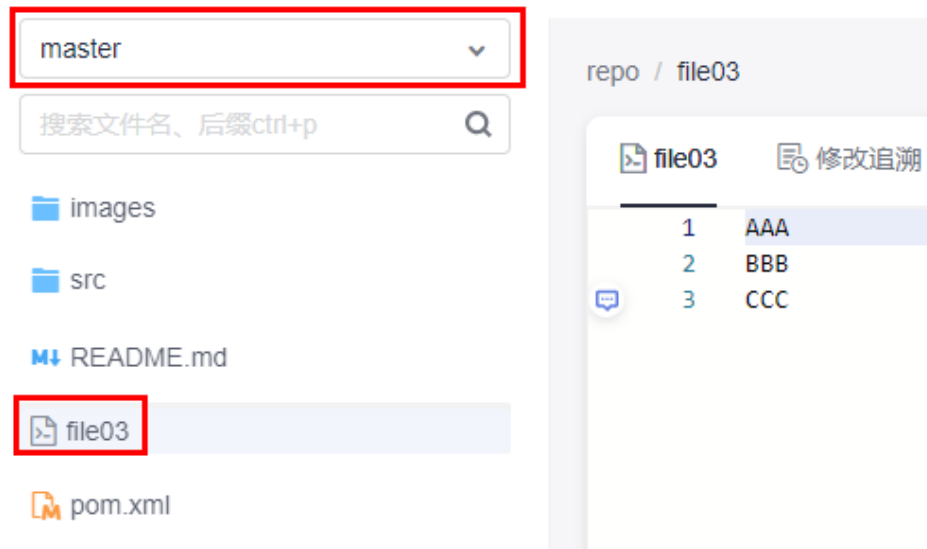 master
搜索文件名、后缀ctrl+p
images
src
M↓ README.md
file03
pom.xml
repo / file03
file03 修改追溯
1 AAA
2 BBB
3 CCC